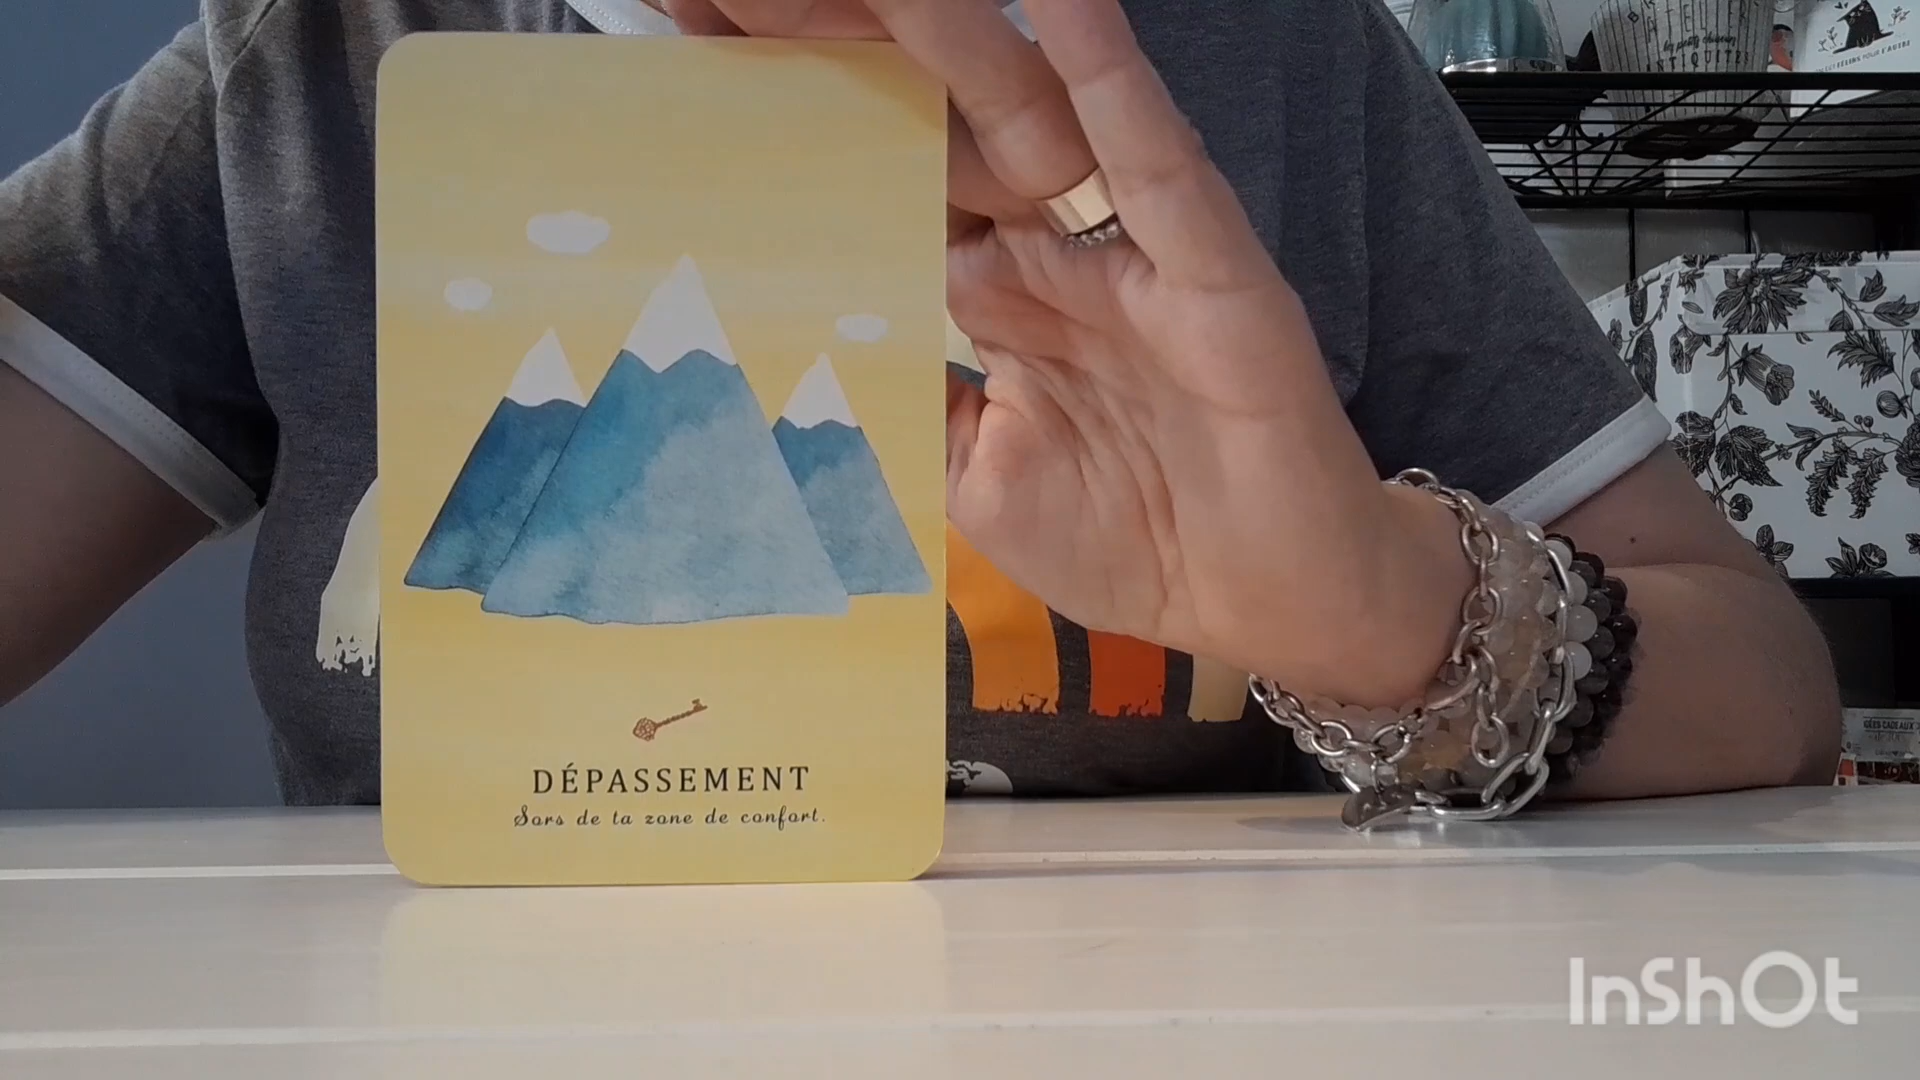 DÉPASSEMENT
Sors de ta zone de confort.
InShOt